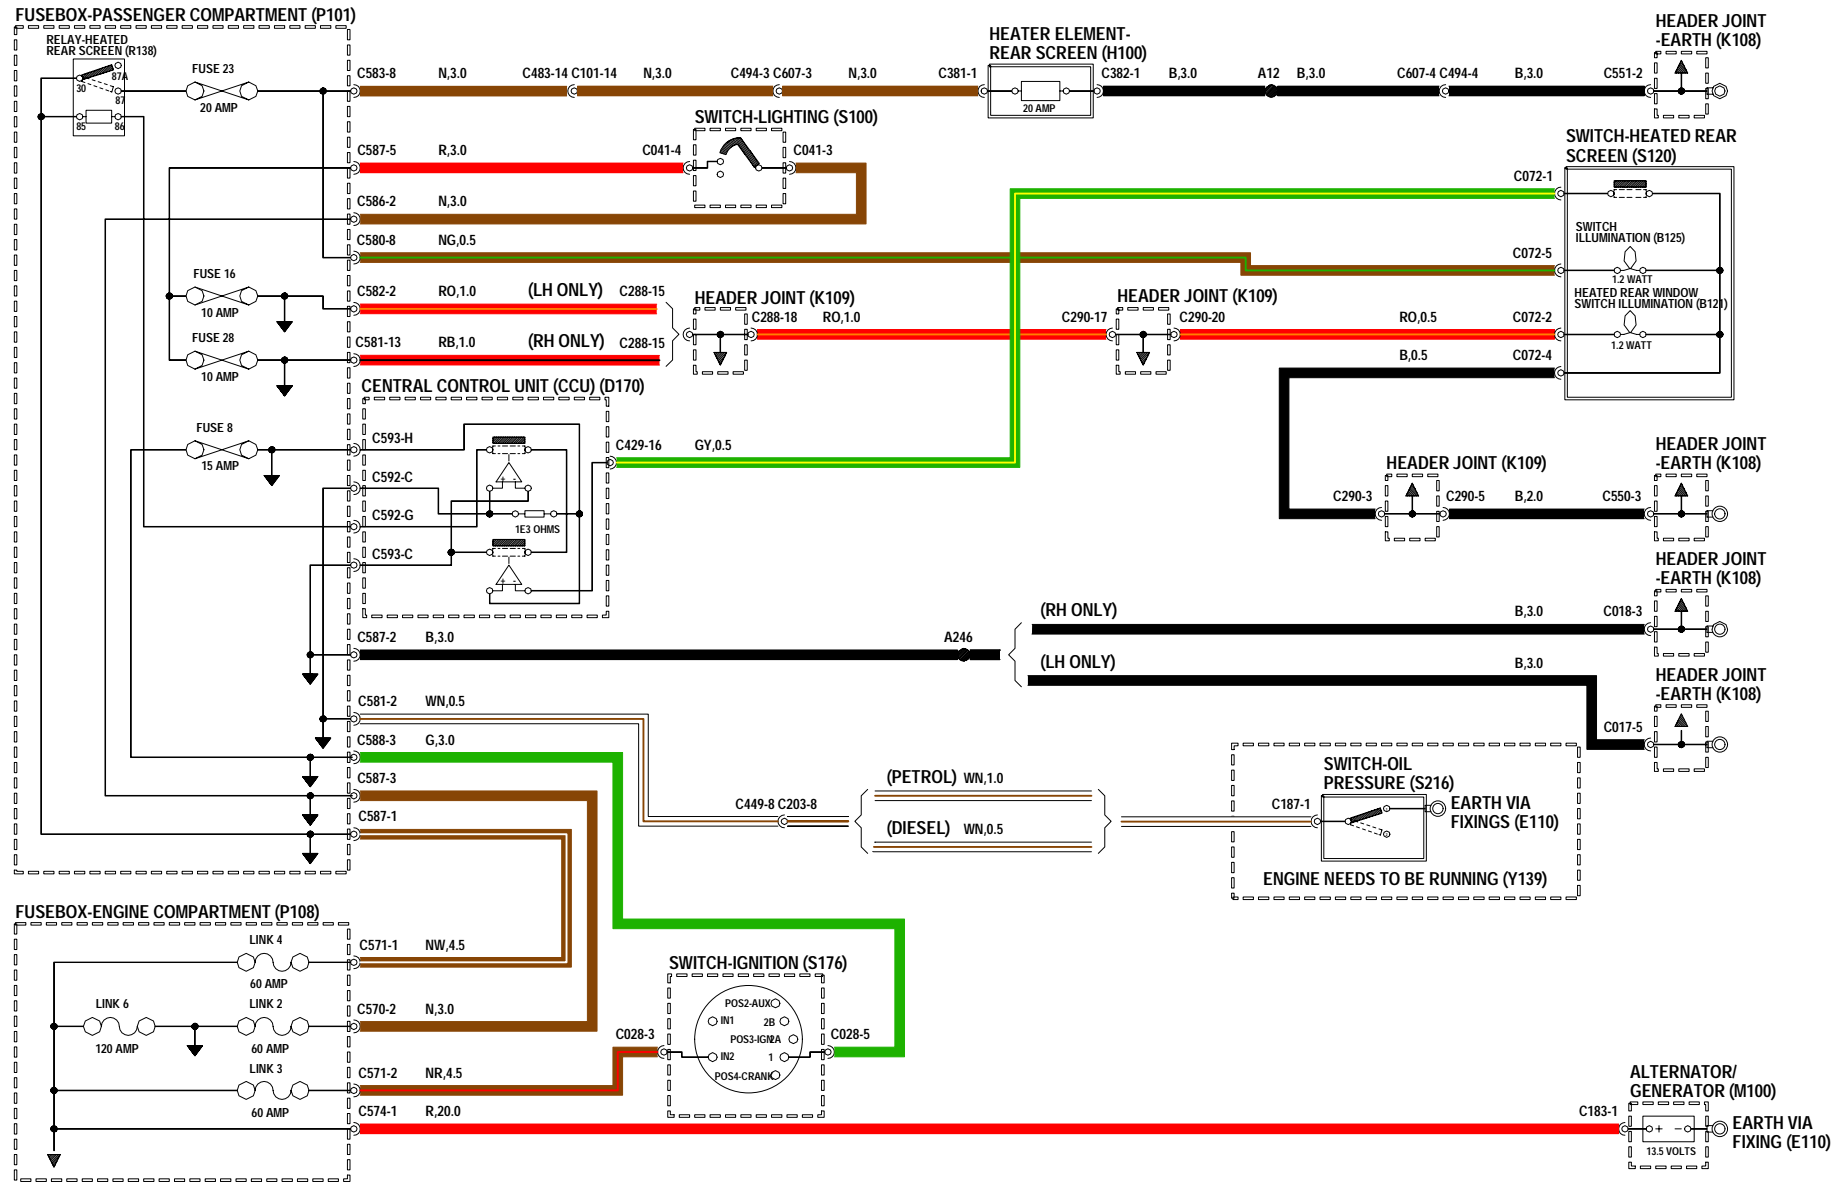 FUSEBOX-PASSENGER COMPARTMENT (P101)
RELAY-HEATED
REAR SCREEN (R138)
87A
30
87
85
86
FUSE 23
20 AMP
C583-8
N,3.0
C483-14 C101-14
N,3.0
C494-3 C607-3
N,3.0
C381-1
HEATER ELEMENT-
REAR SCREEN (H100)
20 AMP
C382-1
B,3.0
A12
B,3.0
C607-4 C494-4
B,3.0
C551-2
HEADER JOINT
-EARTH (K108)
SWITCH-LIGHTING (S100)
C587-5
R,3.0
C041-4
C041-3
C586-2
N,3.0
C580-8
NG,0.5
SWITCH-HEATED REAR
SCREEN (S120)
C072-1
SWITCH
ILLUMINATION (B125)
C072-5
1.2 WATT
HEATED REAR WINDOW
SWITCH ILLUMINATION (B121)
C072-2
1.2 WATT
C072-4
FUSE 16
10 AMP
C582-2
RO,1.0
(LH ONLY)
C288-15
HEADER JOINT (K109)
C288-18
RO,1.0
C290-17
HEADER JOINT (K109)
C290-20
RO,0.5
B,0.5
FUSE 28
10 AMP
C581-13
RB,1.0
(RH ONLY)
C288-15
CENTRAL CONTROL UNIT (CCU) (D170)
FUSE 8
15 AMP
C593-H
C592-C
C592-G
C593-C
+ -
1E3 OHMS
+ -
C429-16
GY,0.5
HEADER JOINT (K109)
C290-3
C290-5
B,2.0
C550-3
HEADER JOINT
-EARTH (K108)
HEADER JOINT
-EARTH (K108)
C587-2
B,3.0
A246
(RH ONLY)
B,3.0
C018-3
(LH ONLY)
B,3.0
HEADER JOINT
-EARTH (K108)
C017-5
C581-2
WN,0.5
C588-3
G,3.0
C587-3
C587-1
C449-8 C203-8
(PETROL) WN,1.0
(DIESEL) WN,0.5
C187-1
SWITCH-OIL
PRESSURE (S216)
EARTH VIA
FIXINGS (E110)
ENGINE NEEDS TO BE RUNNING (Y139)
FUSEBOX-ENGINE COMPARTMENT (P108)
LINK 4
60 AMP
C571-1
NW,4.5
LINK 6
120 AMP
LINK 2
60 AMP
C570-2
N,3.0
LINK 3
60 AMP
C571-2
NR,4.5
C574-1
R,20.0
SWITCH-IGNITION (S176)
C028-3
POS2-AUX
IN1
2B
POS3-IGN
2A
IN2
1
POS4-CRANK
C028-5
ALTERNATOR/
GENERATOR (M100)
C183-1
+ -
13.5 VOLTS
EARTH VIA
FIXING (E110)